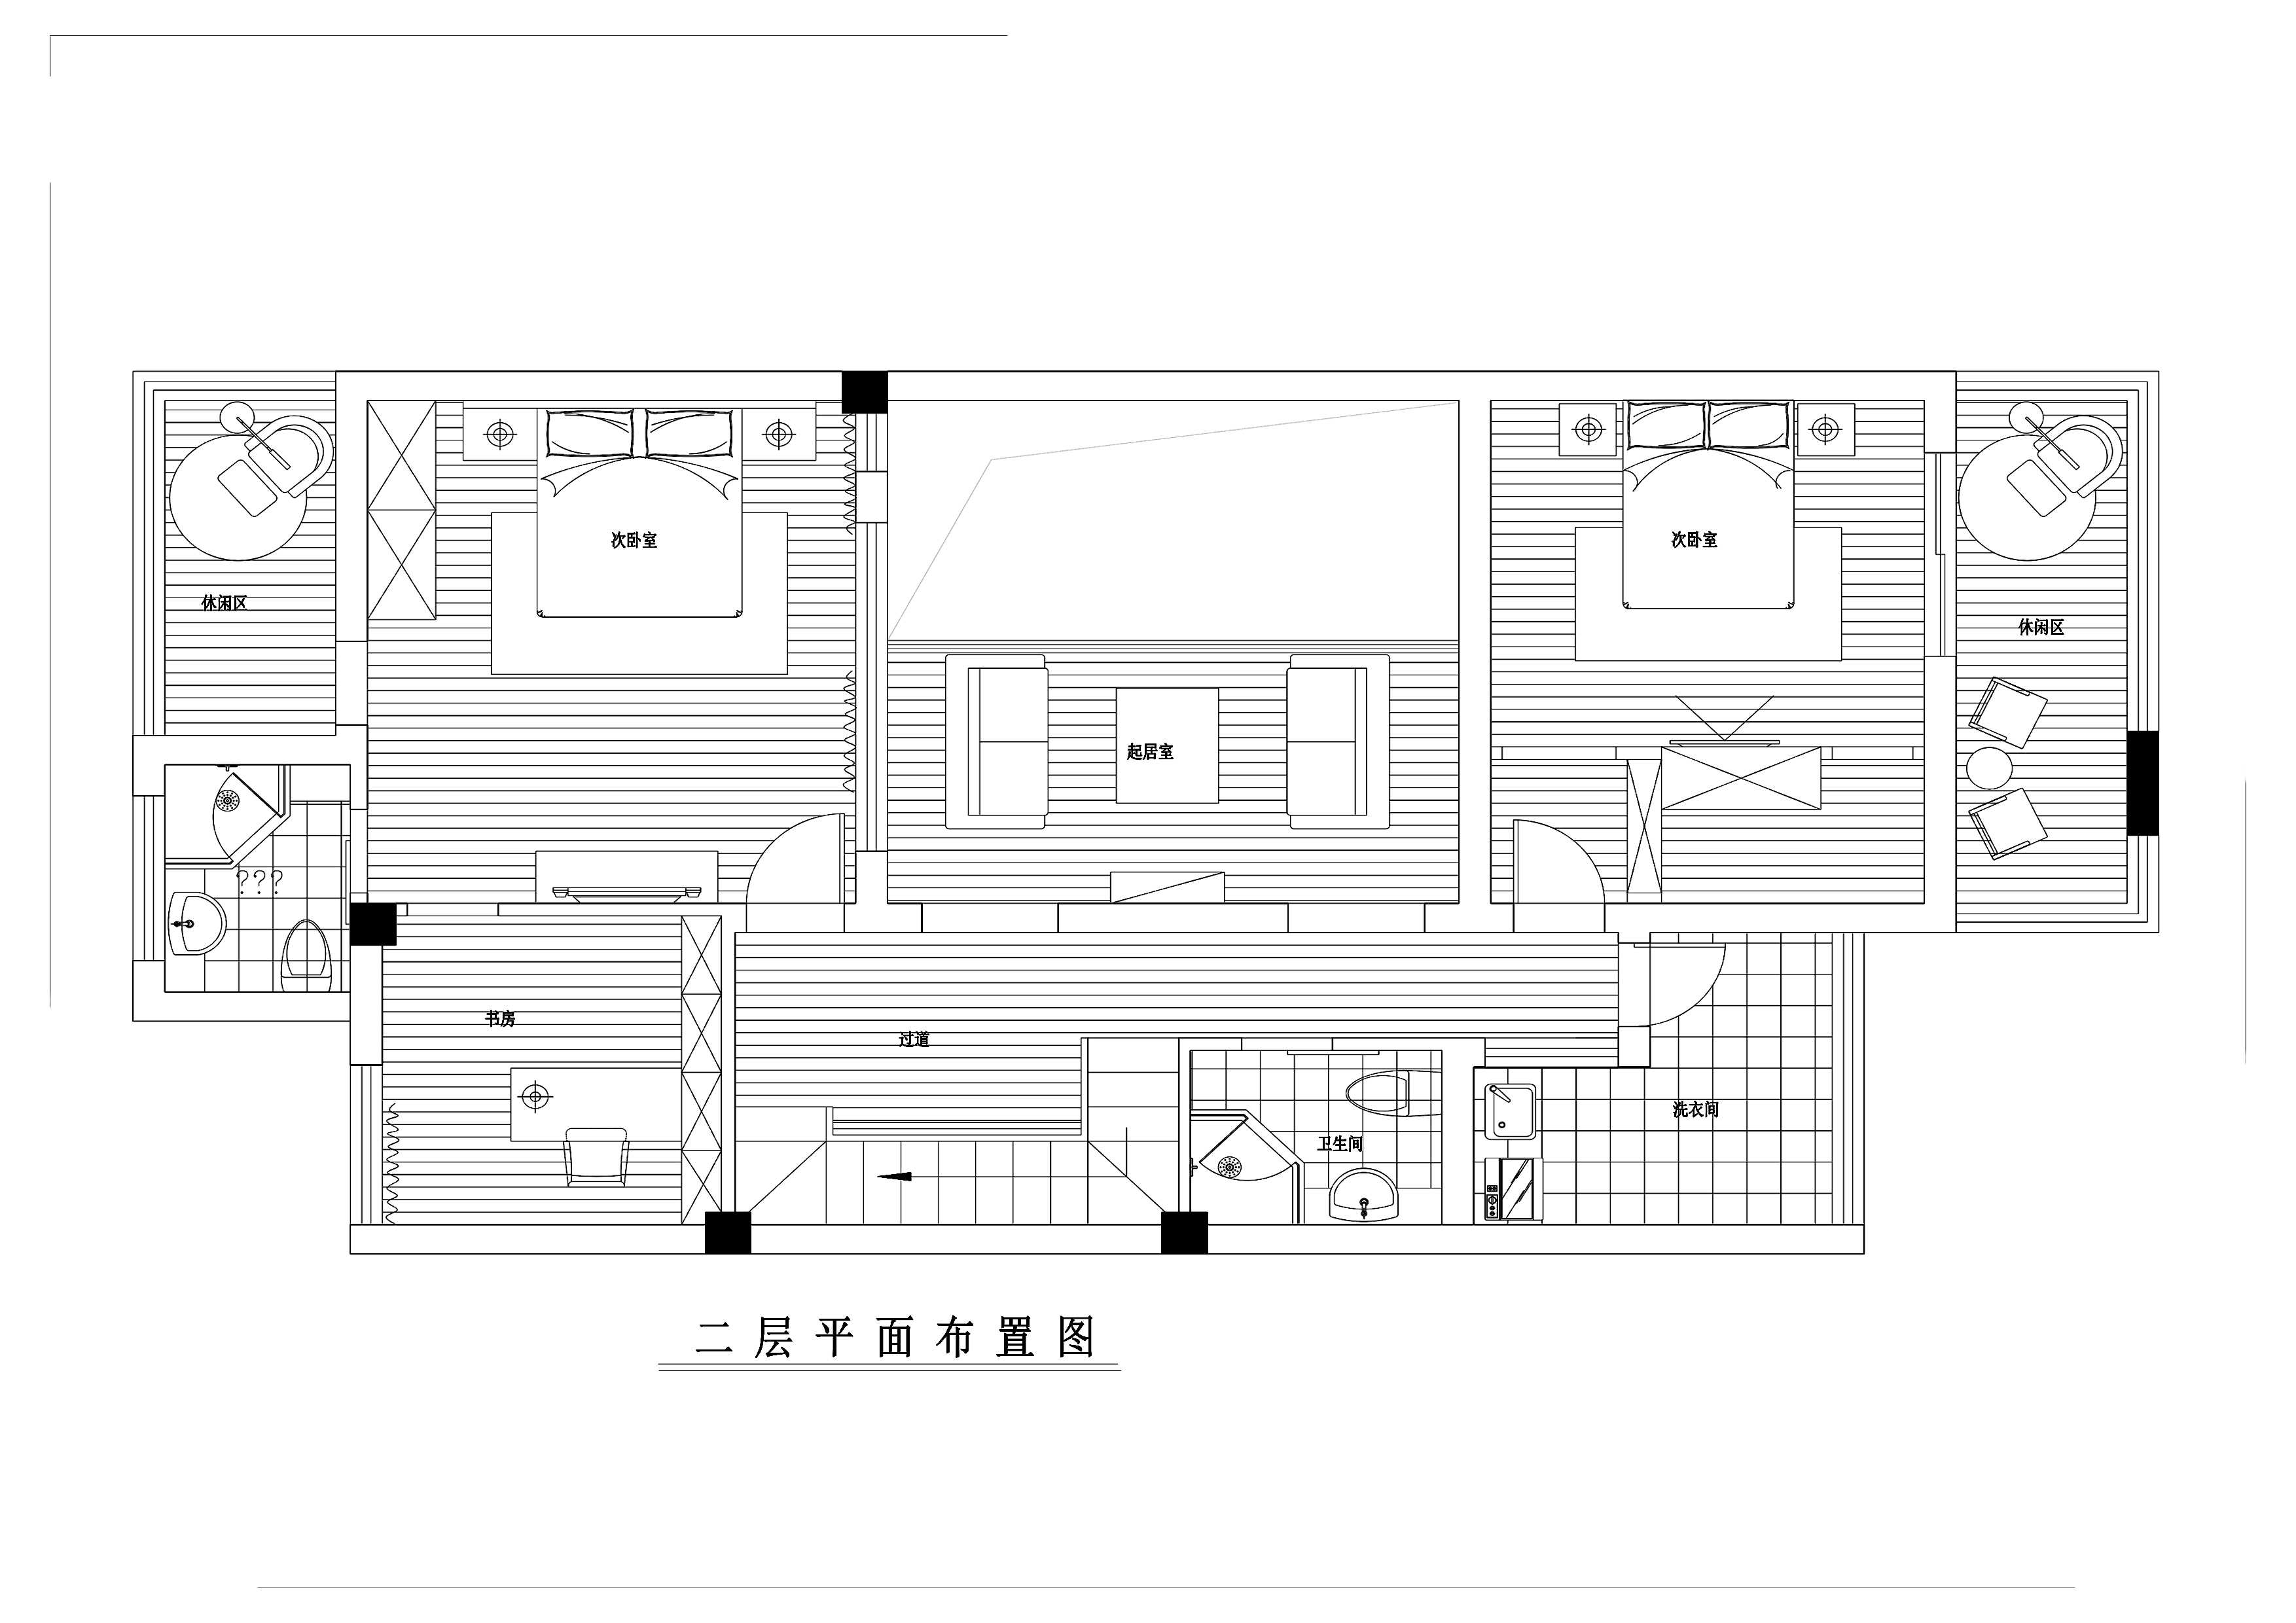 次卧室
次卧室
休闲区
休闲区
起居室
???
书房
过道
洗衣间
卫生间
二层平面布置图